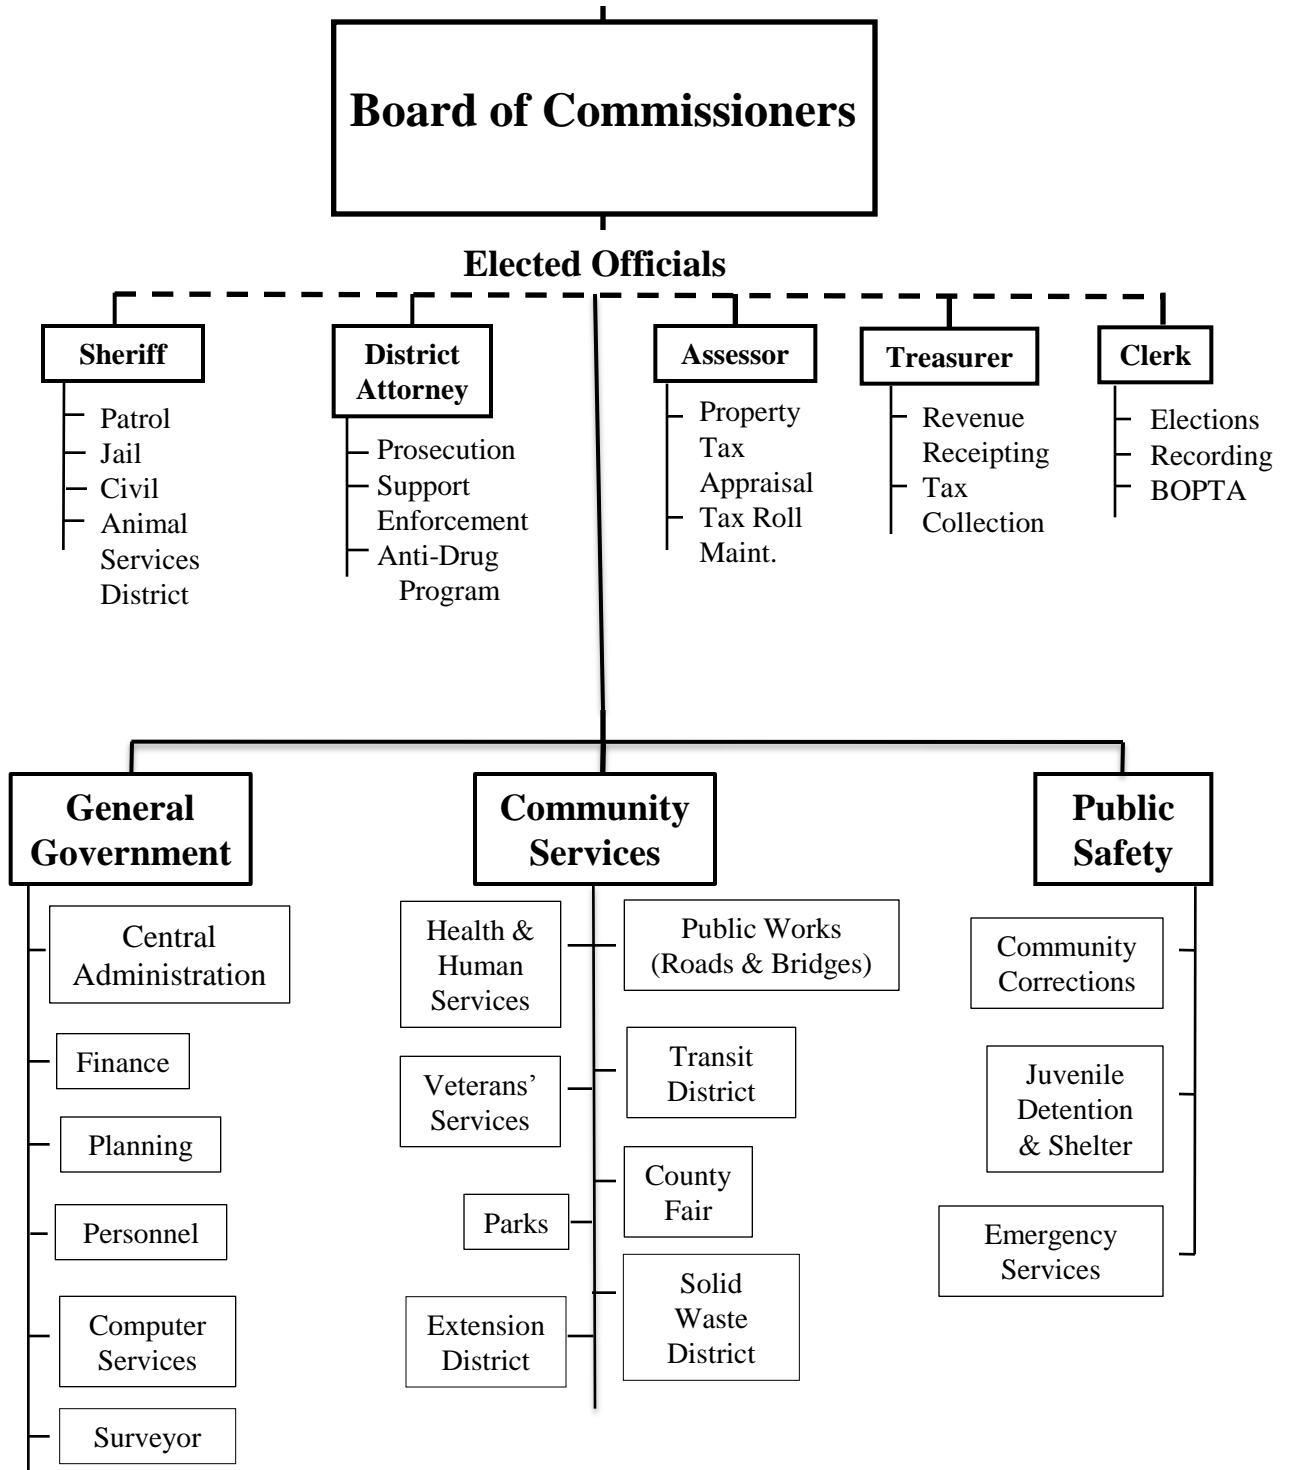 Board of Commissioners
Elected Officials
Sheriff
Patrol
Jail
Civil
Animal
Services
District
District
Attorney
Prosecution
Support
Enforcement
Anti-Drug
Program
Assessor
Property
Tax
Appraisal
Tax Roll
Maint.
Treasurer
Revenue
Receipting
Tax
Collection
Clerk
Elections
Recording
BOPTA
General
Government
Central
Administration
Finance
Planning
Personnel
Computer
Services
Surveyor
Community
Services
Health &
Human
Services
Public Works
(Roads & Bridges)
Veterans’
Services
Transit
District
Parks
County
Fair
Extension
District
Solid
Waste
District
Public
Safety
Community
Corrections
Juvenile
Detention
& Shelter
Emergency
Services